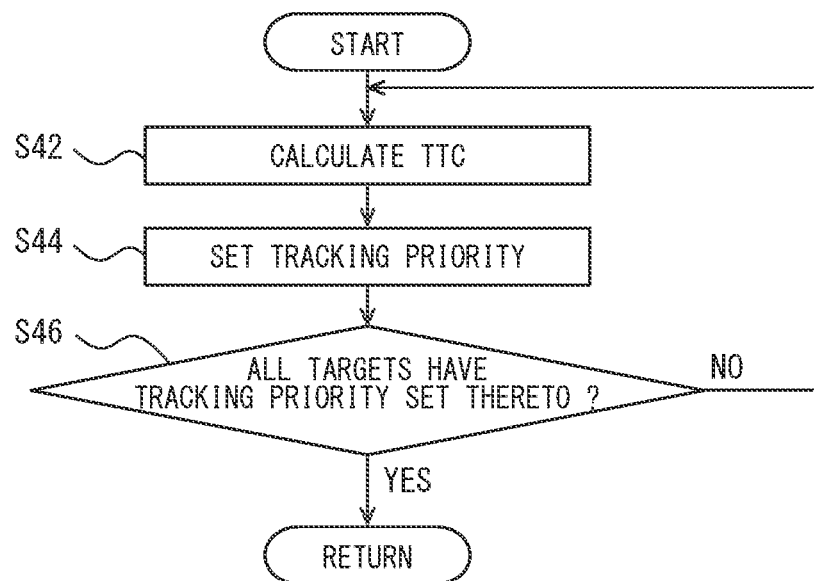 START
S42
CALCULATE TTC
S44
SET TRACKING PRIORITY
S46
ALL TARGETS HAVE
TRACKING PRIORITY SET THERETO ?
NO
YES
RETURN